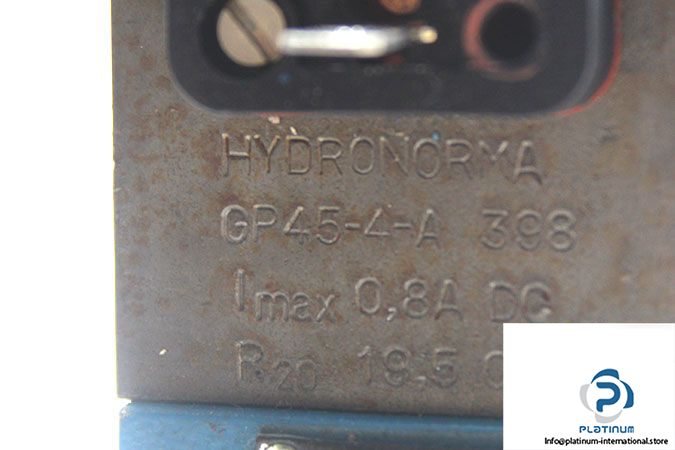 HYDRONORMA
GP45-4-A 398
Imax 0,8A DC
R20 19,5
PLATINUM
Info@platinum-international.store